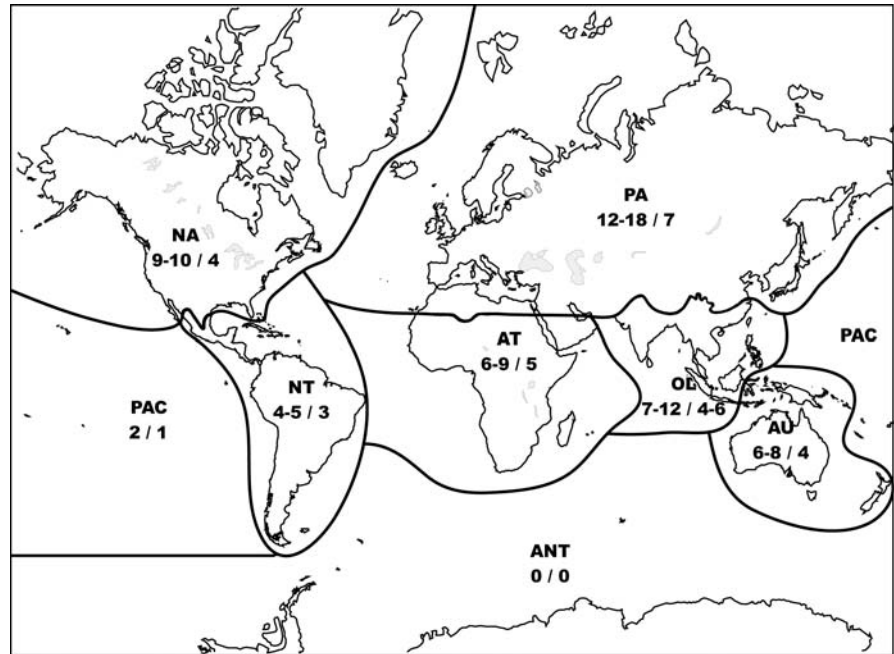 PA
12-18 / 7
NA
9-10 / 4
AT
6-9 / 5
PAC
NT
4-5 / 3
OL
7-12 / 4-6
PAC
2 / 1
AU
6-8 / 4
ANT
0 / 0